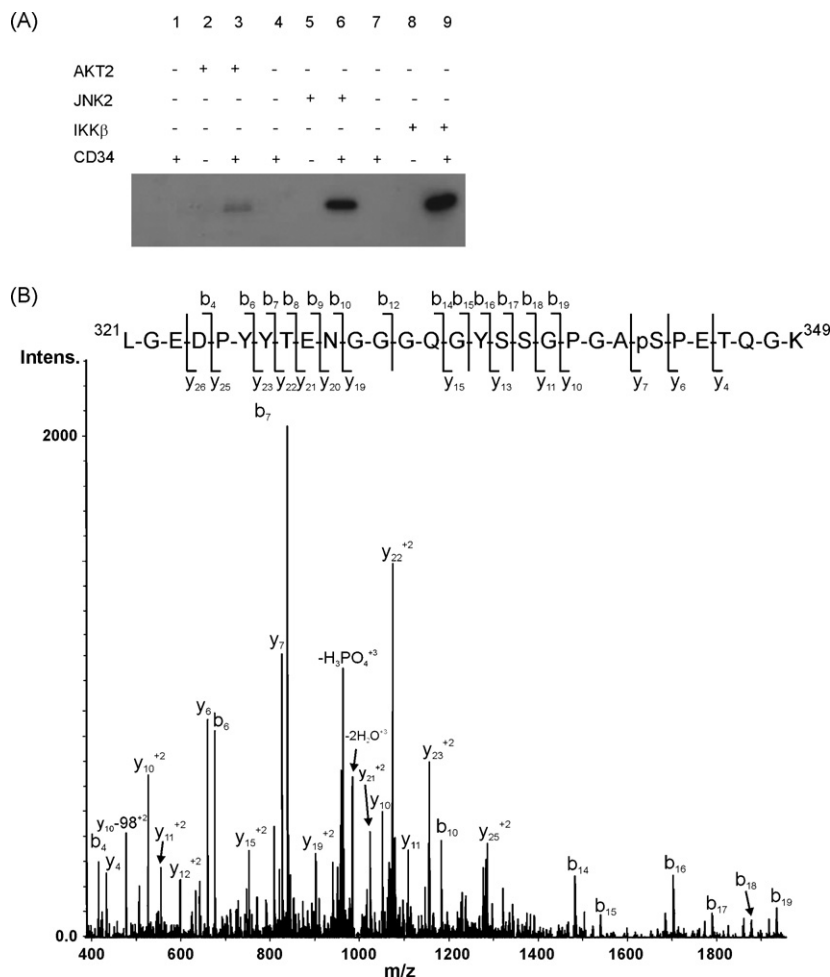 (A)
1 2 3 4 5 6 7 8 9
AKT2 - + + - - - - - -
JNK2 - - - - + + - - -
IKKβ - - - - - - - + +
CD34 + - + + - + + - +
(B)
b4 b6 b7 b8 b9 b10 b12 b14 b15 b16 b17 b18 b19
321L-G-E-D-P-Y-Y-T-E-N-G-G-G-Q-G-Y-S-S-G-P-G-A-pS-P-E-T-Q-G-K349
y26 y25 y23 y22 y21 y20 y19 y15 y13 y11 y10 y7 y6 y4
Intens.
2000
0.0
b7
y22+2
y7
-H3PO4+3
y6
b6
-2H2O+3
y10+2
y23+2
y21+2
y10
y10-98+2
b4
y4
y11+2
y12+2
y15+2
y19+2
y11
b10
y25+2
b14
b15
b16
b17
b18
b19
400 600 800 1000 1200 1400 1600 1800
m/z